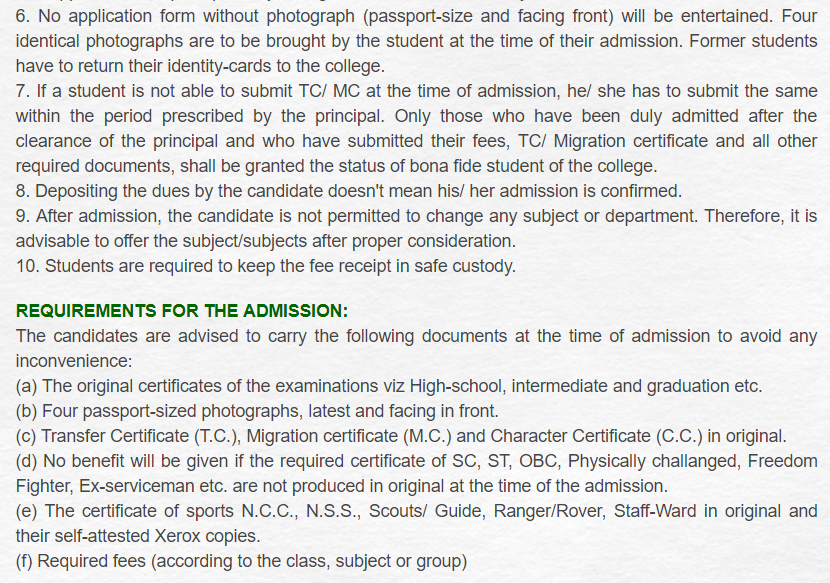 6. No application form without photograph (passport-size and facing front) will be entertained. Four
identical photographs are to be brought by the student at the time of their admission. Former students
have to return their identity-cards to the college.
7. If a student is not able to submit TC/ MC at the time of admission, he/ she has to submit the same
within the period prescribed by the principal. Only those who have been duly admitted after the
clearance of the principal and who have submitted their fees, TC/ Migration certificate and all other
required documents, shall be granted the status of bona fide student of the college.
8. Depositing the dues by the candidate doesn't mean his/ her admission is confirmed.
9. After admission, the candidate is not permitted to change any subject or department. Therefore, it is
advisable to offer the subject/subjects after proper consideration.
10. Students are required to keep the fee receipt in safe custody.
REQUIREMENTS FOR THE ADMISSION:
The candidates are advised to carry the following documents at the time of admission to avoid any
inconvenience:
(a) The original certificates of the examinations viz High-school, intermediate and graduation etc.
(b) Four passport-sized photographs, latest and facing in front.
(c) Transfer Certificate (T.C.), Migration certificate (M.C.) and Character Certificate (C.C.) in original.
(d) No benefit will be given if the required certificate of SC, ST, OBC, Physically challanged, Freedom
Fighter, Ex-serviceman etc. are not produced in original at the time of the admission.
(e) The certificate of sports N.C.C., N.S.S., Scouts/ Guide, Ranger/Rover, Staff-Ward in original and
their self-attested Xerox copies.
(f) Required fees (according to the class, subject or group)